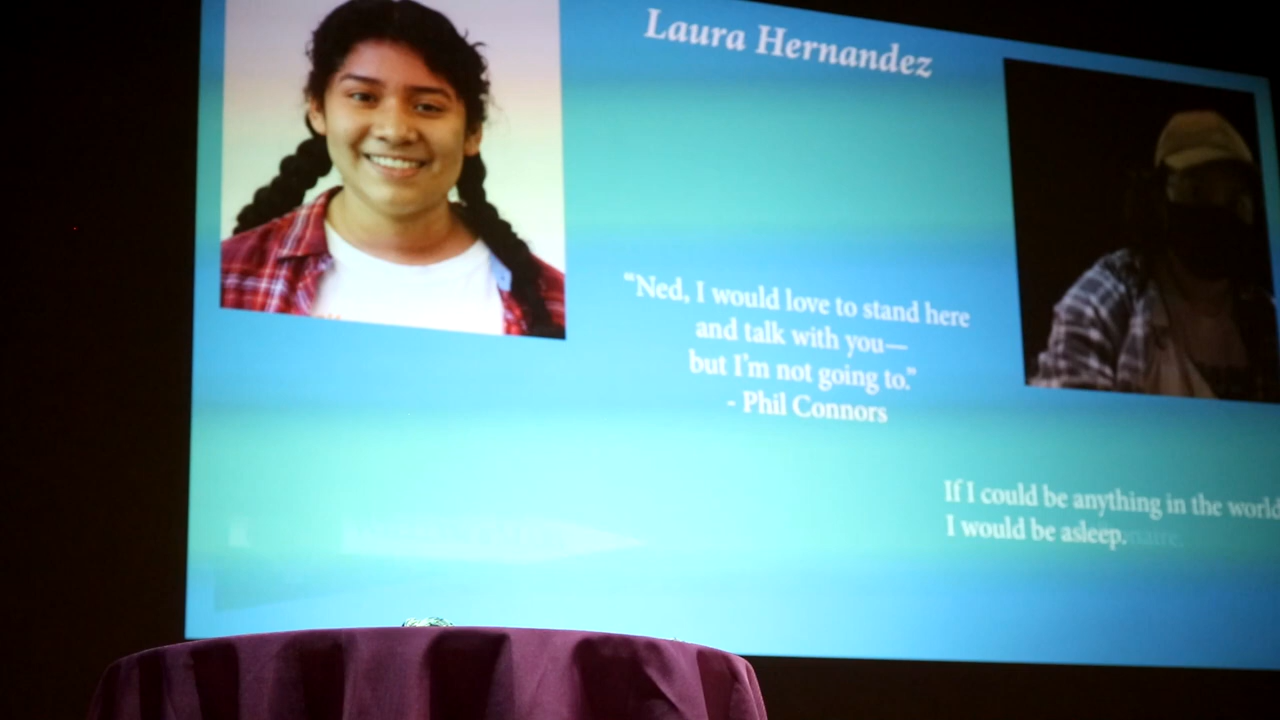 Laura Hernandez
“Ned, I would love to stand here
and talk with you—
but I’m not going to.”
- Phil Connors
If I could be anything in the world
I would be asleep.